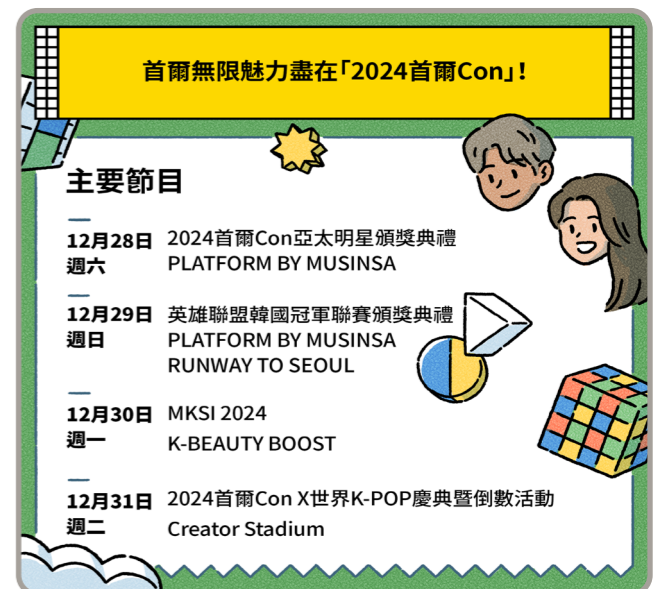 首爾無限魅力盡在「2024首爾Con」!
主要節目
12月28日
週六
2024首爾Con亞太明星頒獎典禮
PLATFORM BY MUSINSA
12月29日
週日
英雄聯盟韓國冠軍聯賽頒獎典禮
PLATFORM BY MUSINSA
RUNWAY TO SEOUL
12月30日
週一
MKSI 2024
K-BEAUTY BOOST
12月31日
週二
2024首爾Con X世界K-POP慶典暨倒數活動
Creator Stadium